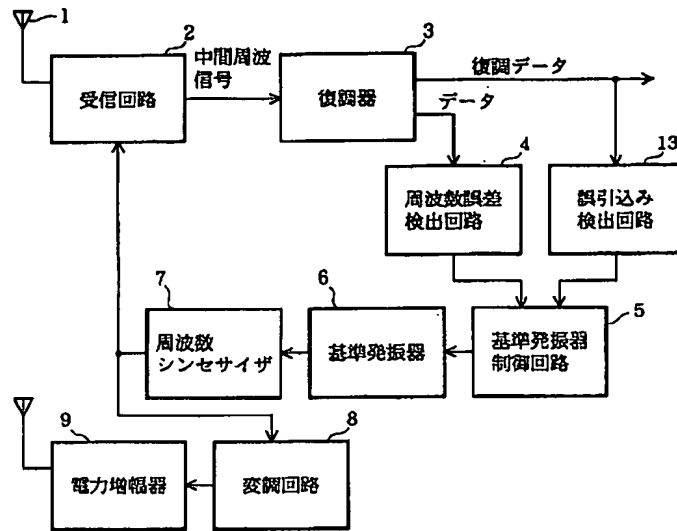 1
2
受信回路
中間周波
信号
3
復調器
復調データ
データ
4
周波数誤差
検出回路
13
誤引込み
検出回路
7
周波数
シンセサイザ
6
基準発振器
5
基準発振器
制御回路
9
電力増幅器
8
変調回路